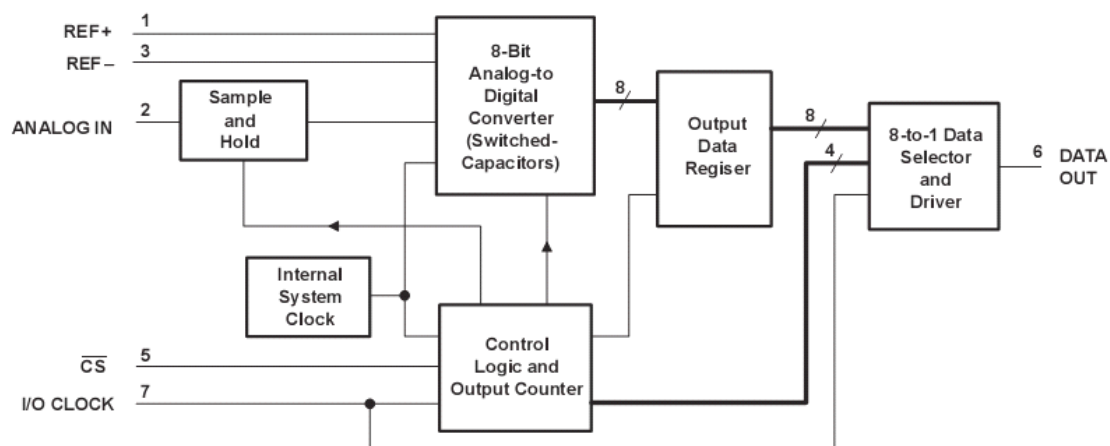 REF+
1
REF–
3
ANALOG IN
2
Sample
and
Hold
8-Bit
Analog-to
Digital
Converter
(Switched-
Capacitors)
8
Output
Data
Regiser
8
4
8-to-1 Data
Selector
and
Driver
6
DATA
OUT
Internal
System
Clock
Control
Logic and
Output Counter
CS
5
I/O CLOCK
7